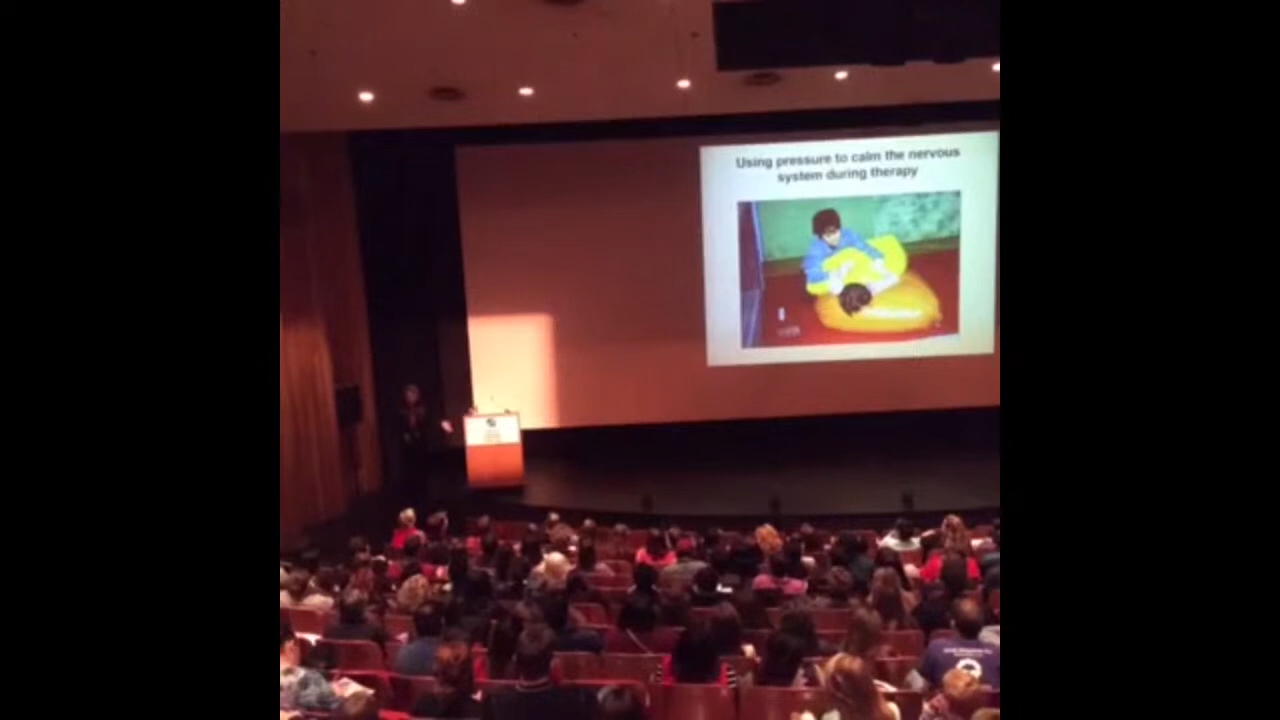 Using pressure to calm the nervous
system during therapy